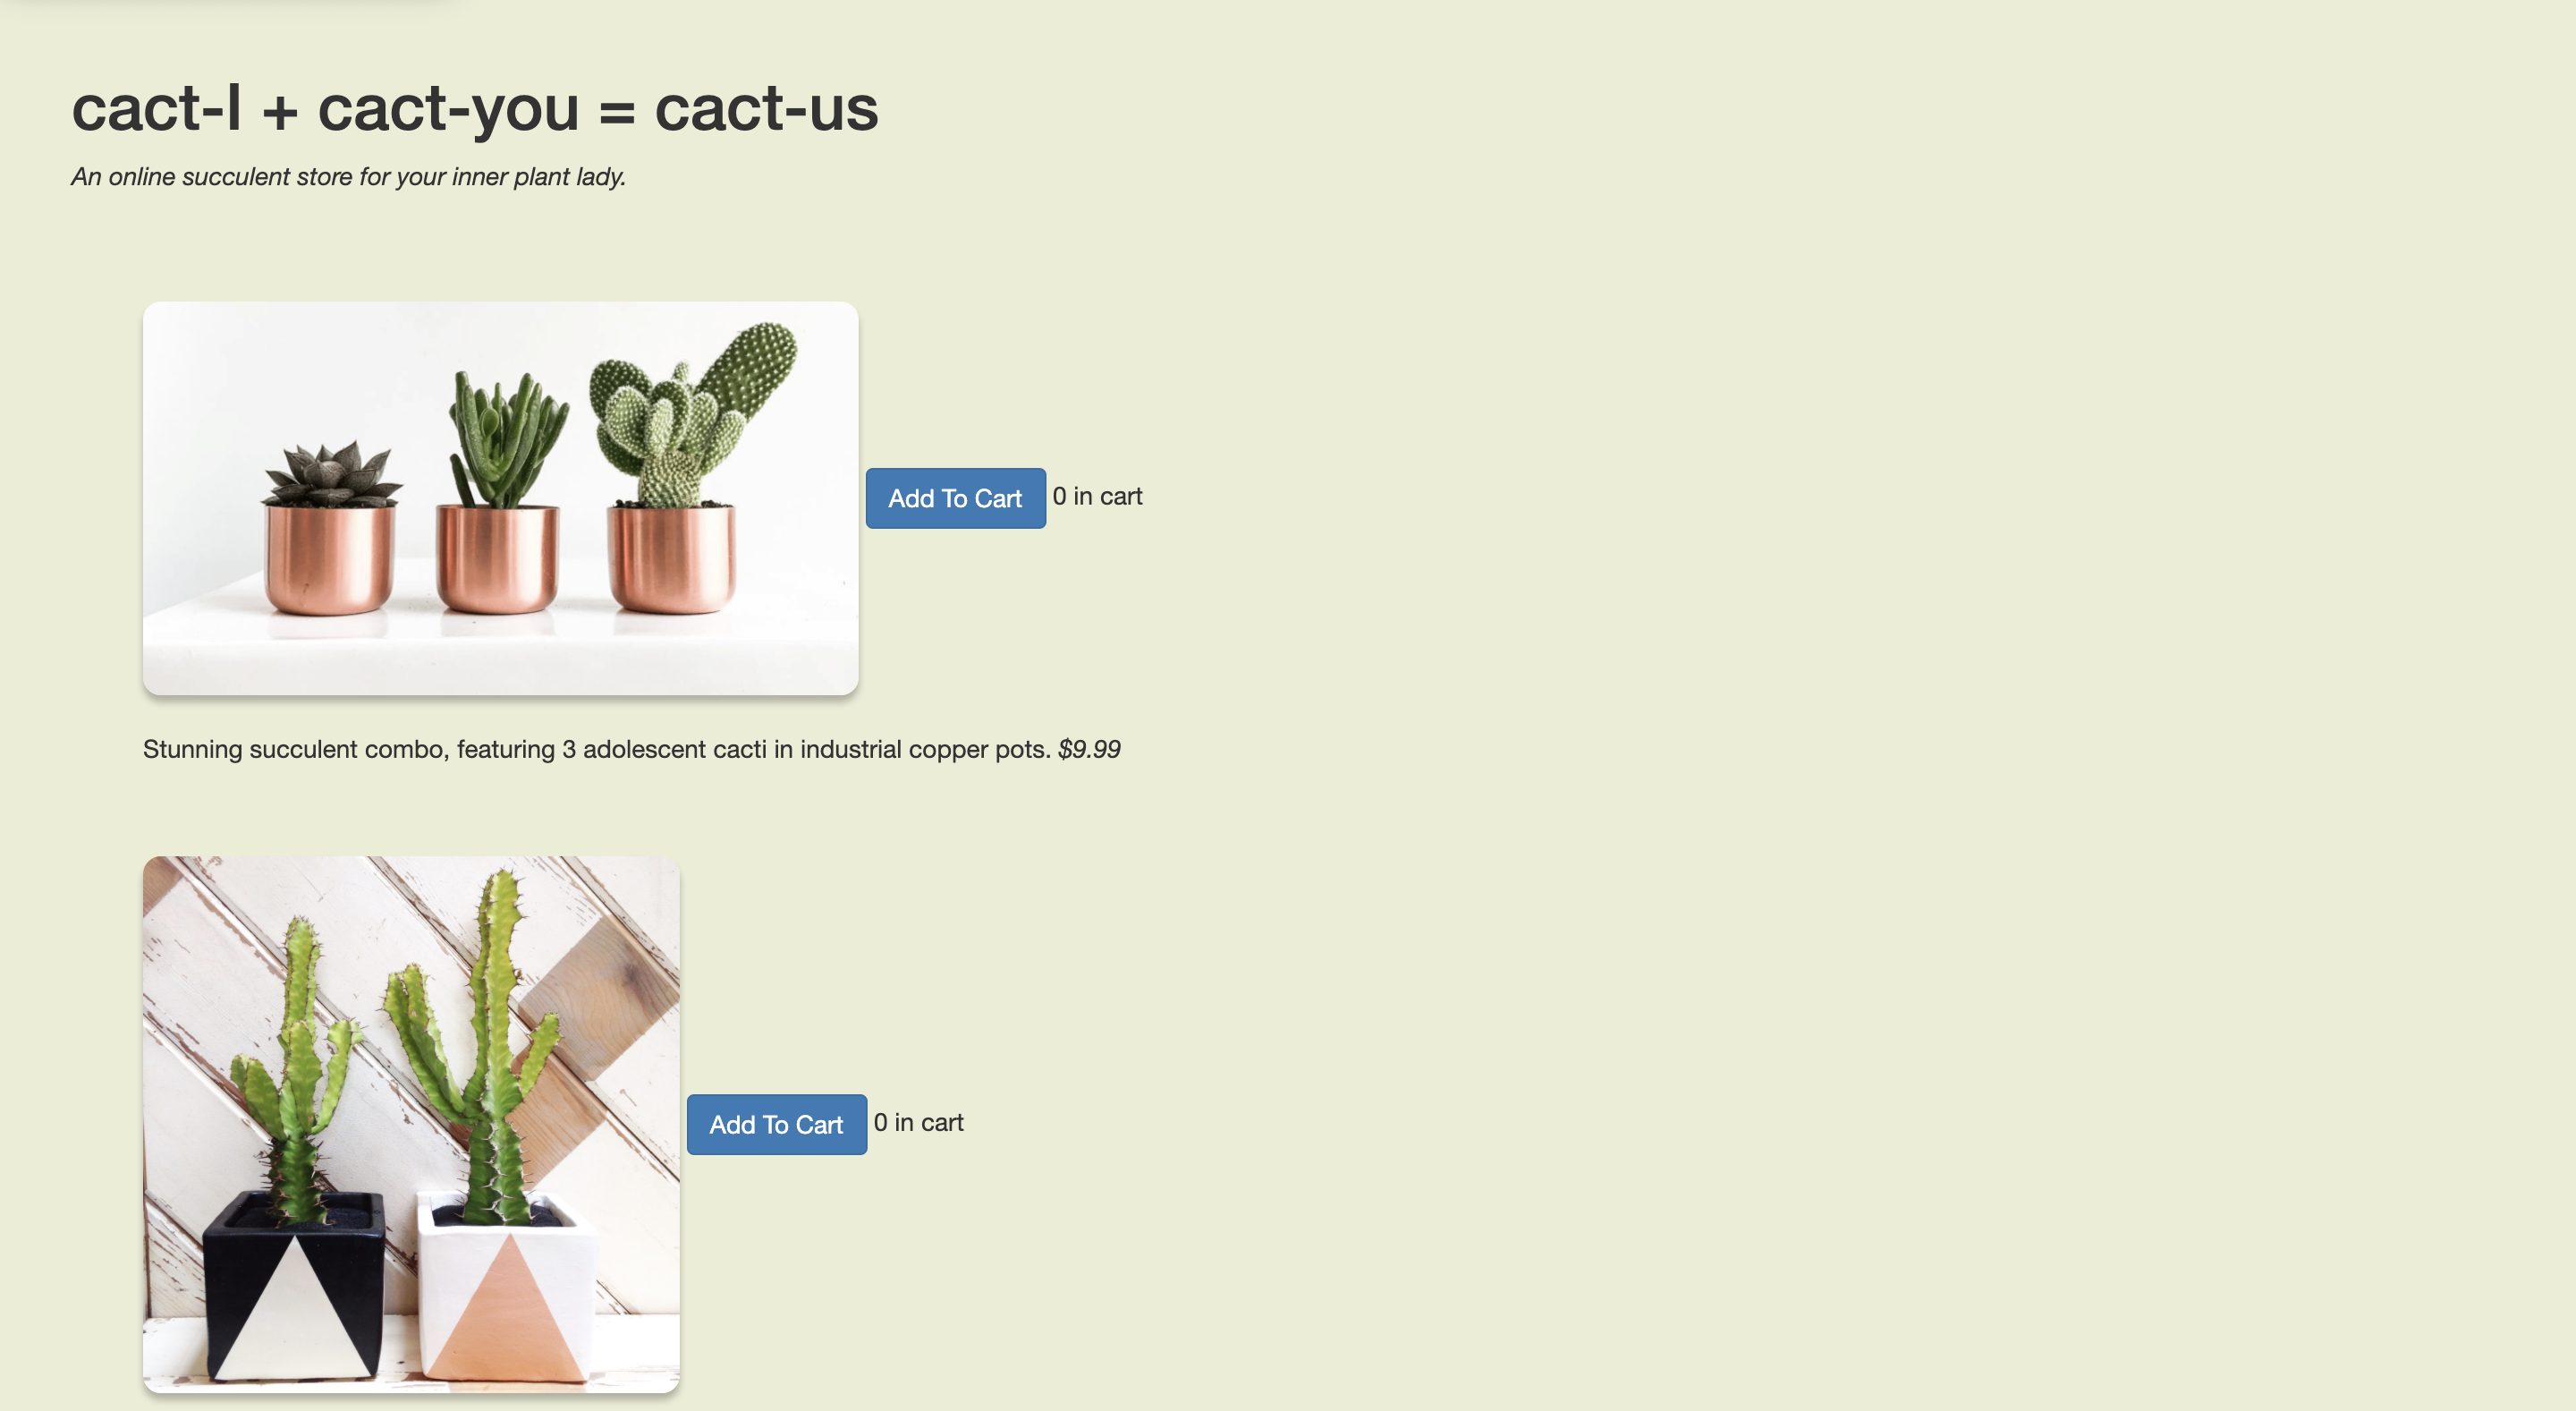 cact-I + cact-you = cact-us
An online succulent store for your inner plant lady.
Add To Cart 0 in cart
Stunning succulent combo, featuring 3 adolescent cacti in industrial copper pots. $9.99
Add To Cart 0 in cart